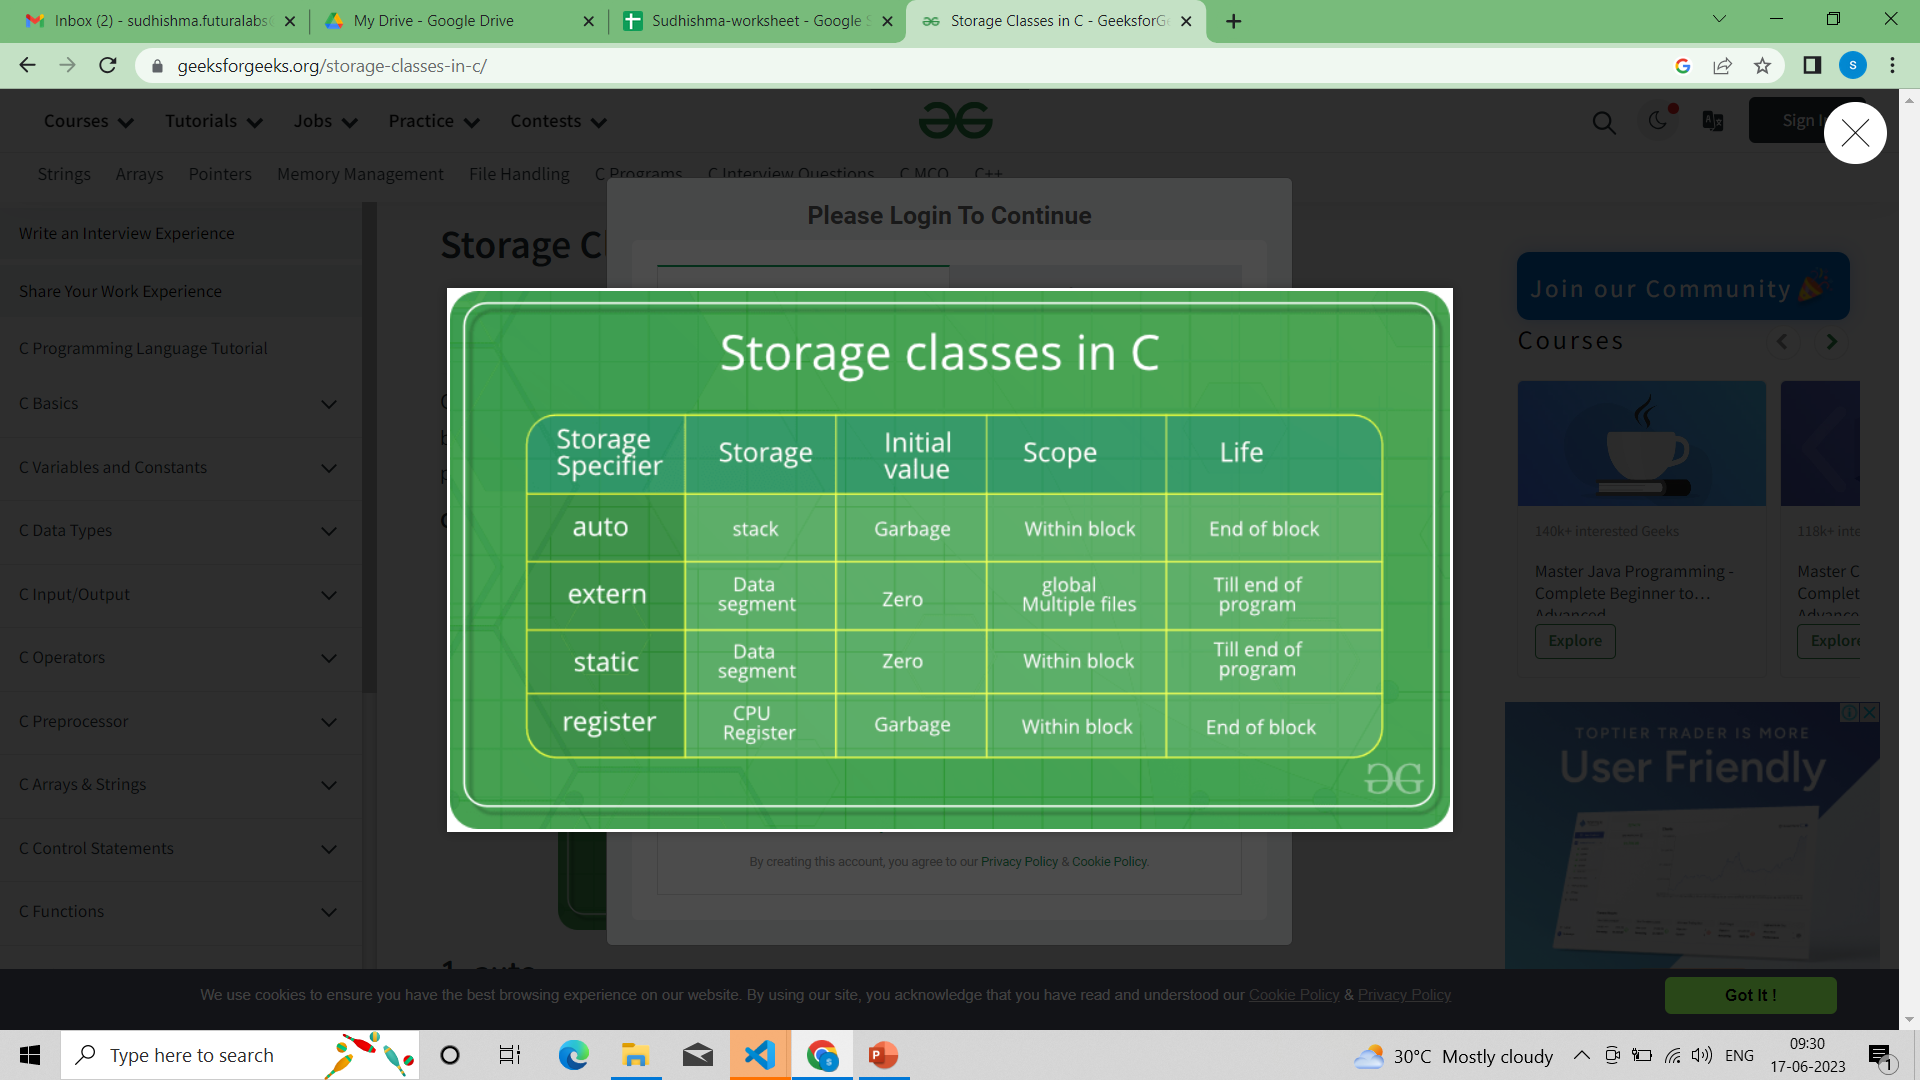 Inbox (2) - sudhishma.futuralabs@
My Drive - Google Drive
Sudhishma-worksheet - Google S
Storage Classes in C - GeeksforGe
geeksforgeeks.org/storage-classes-in-c/
S
Courses
Tutorials
Jobs
Practice
Contests
Sign In
Strings
Arrays
Pointers
Memory Management
File Handling
C Programs
C Interview Questions
C MCQ
C++
Write an Interview Experience
Share Your Work Experience
C Programming Language Tutorial
C Basics
C Variables and Constants
C Data Types
C Input/Output
C Operators
C Preprocessor
C Arrays & Strings
C Control Statements
C Functions
Storage C
Please Login To Continue
Storage classes in C
Storage Specifier
Storage
Initial value
Scope
Life
auto
stack
Garbage
Within block
End of block
extern
Data segment
Zero
global Multiple files
Till end of program
static
Data segment
Zero
Within block
Till end of program
register
CPU Register
Garbage
Within block
End of block
By creating this account, you agree to our Privacy Policy & Cookie Policy.
1. auto
Join our Community
Courses
140k+ interested Geeks
Master Java Programming -
Complete Beginner to...
Advanced
Explore
118k+ inte
Master C
Complet
Advance
Explore
TOPTIER TRADER IS MORE
User Friendly
We use cookies to ensure you have the best browsing experience on our website. By using our site, you acknowledge that you have read and understood our Cookie Policy & Privacy Policy
Got It !
Type here to search
30°C Mostly cloudy
ENG
09:30
17-06-2023
1